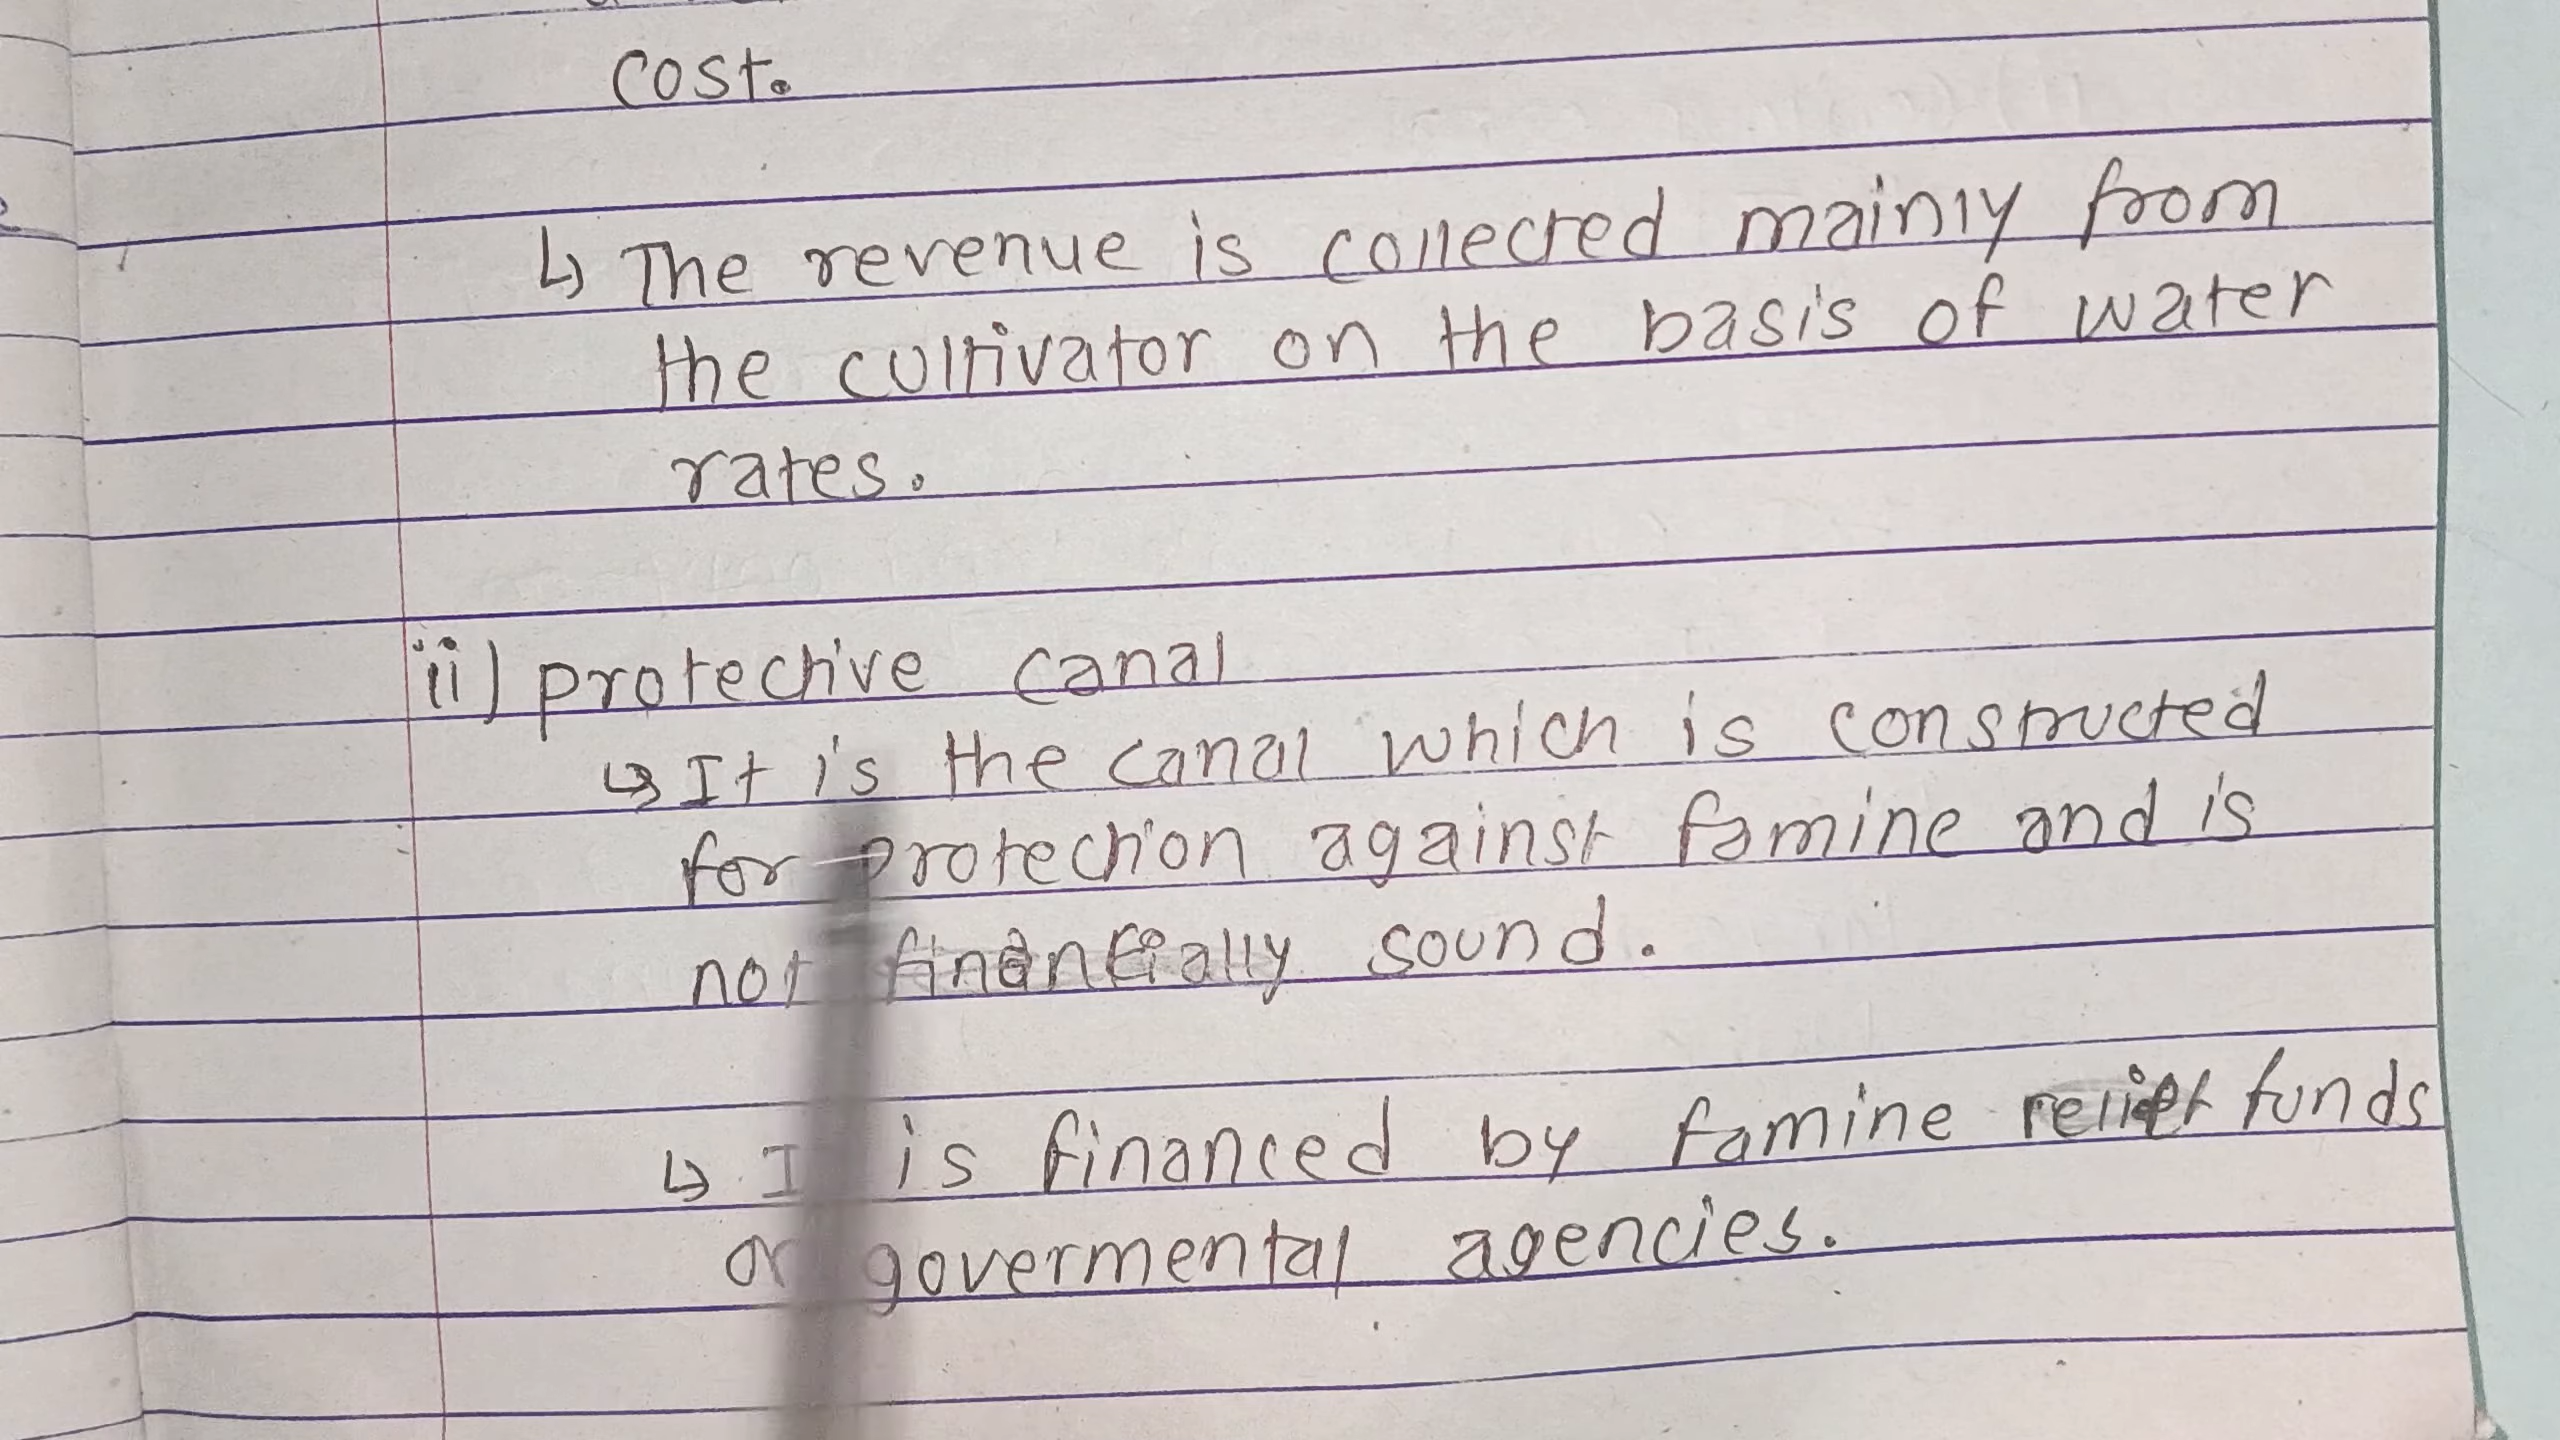 cost.
↳ The revenue is collected mainly from
the cultivator on the basis of water
rates.
ii) protective canal
↳ It is the canal which is constructed
for protection against famine and is
not financially sound.
↳ I is financed by famine relief funds
or govermental agencies.